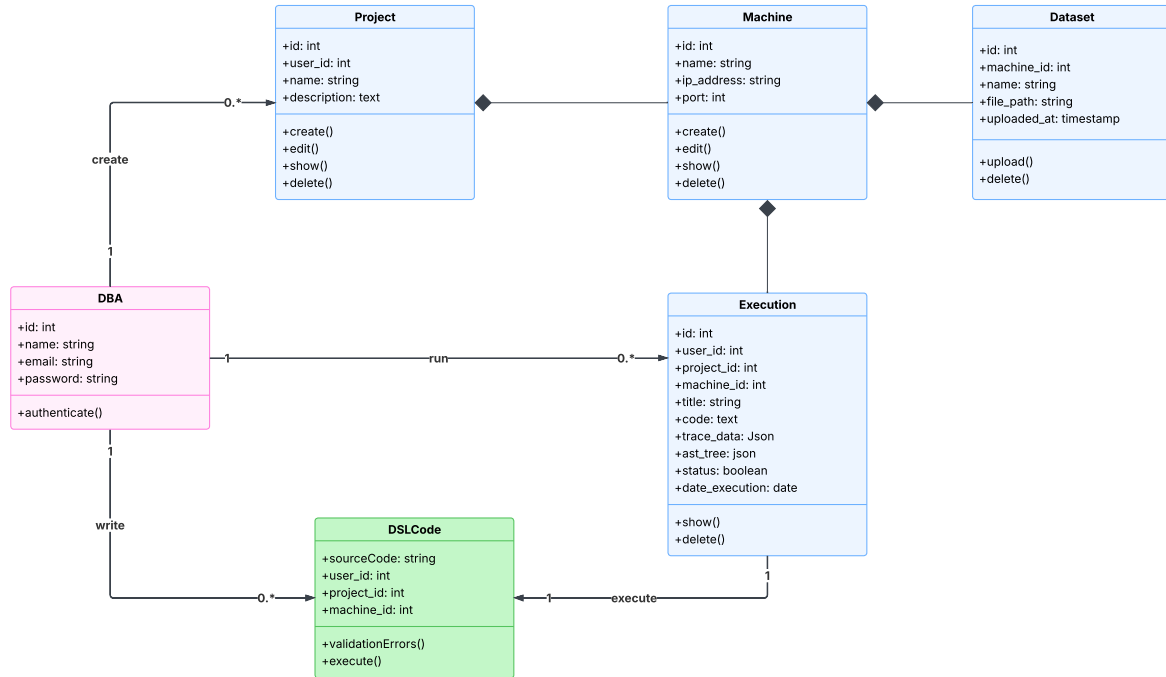 Project
+id: int
+user_id: int
+name: string
+description: text
+create()
+edit()
+show()
+delete()
Machine
+id: int
+name: string
+ip_address: string
+port: int
+create()
+edit()
+show()
+delete()
Dataset
+id: int
+machine_id: int
+name: string
+file_path: string
+uploaded_at: timestamp
+upload()
+delete()
0.*
create
1
DBA
+id: int
+name: string
+email: string
+password: string
+authenticate()
1
run
0.*
Execution
+id: int
+user_id: int
+project_id: int
+machine_id: int
+title: string
+code: text
+trace_data: Json
+ast_tree: json
+status: boolean
+date_execution: date
+show()
+delete()
1
write
0.*
DSLCode
+sourceCode: string
+user_id: int
+project_id: int
+machine_id: int
+validationErrors()
+execute()
1
execute
1